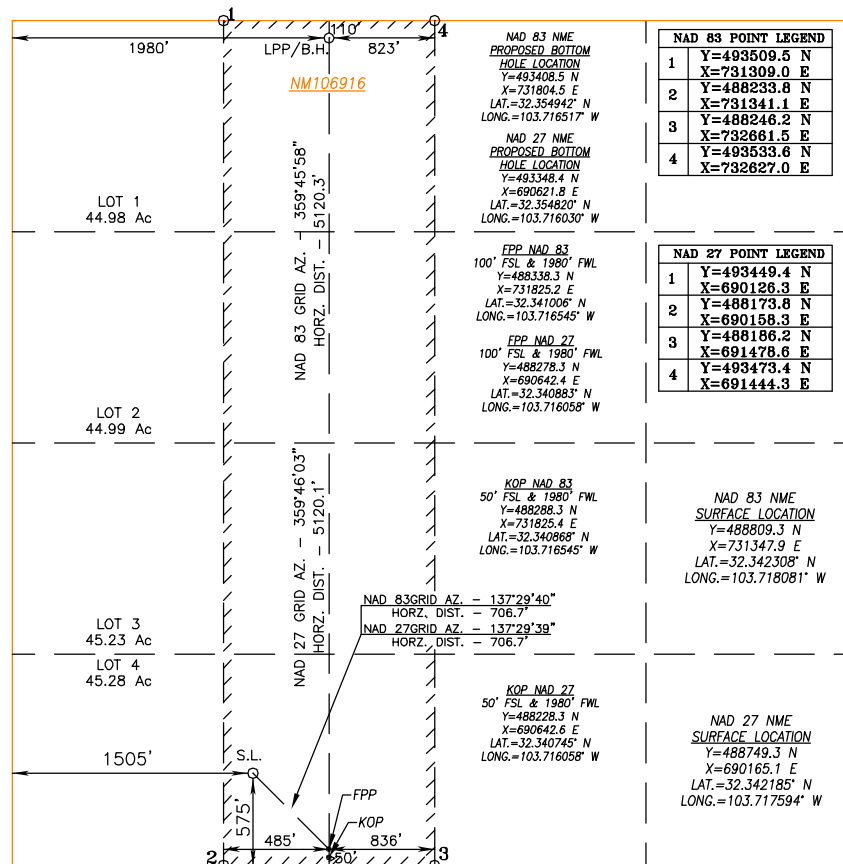 1
110'
4
1980'
LPP/B.H.
823'
NM106916
NAD 83 GRID AZ. - 359°45'58"
HORZ. DIST. - 5120.3'
LOT 1
44.98 Ac
LOT 2
44.99 Ac
NAD 27 GRID AZ. - 359°46'03"
HORZ. DIST. - 5120.1'
LOT 3
45.23 Ac
LOT 4
45.28 Ac
NAD 83GRID AZ. - 137°29'40"
HORZ. DIST. - 706.7'
NAD 27GRID AZ. - 137°29'39"
HORZ. DIST. - 706.7'
1505'
S.L.
575'
FPP
KOP
485'
836'
2
50'
3
NAD 83 NME
PROPOSED BOTTOM
HOLE LOCATION
Y=493408.5 N
X=731804.5 E
LAT.=32.354942° N
LONG.=103.716517° W
NAD 27 NME
PROPOSED BOTTOM
HOLE LOCATION
Y=493348.4 N
X=690621.8 E
LAT.=32.354820° N
LONG.=103.716030° W
FPP NAD 83
100' FSL & 1980' FWL
Y=488338.3 N
X=731825.2 E
LAT.=32.341006° N
LONG.=103.716545° W
FPP NAD 27
100' FSL & 1980' FWL
Y=488278.3 N
X=690642.4 E
LAT.=32.340883° N
LONG.=103.716058° W
KOP NAD 83
50' FSL & 1980' FWL
Y=488288.3 N
X=731825.4 E
LAT.=32.340868° N
LONG.=103.716545° W
KOP NAD 27
50' FSL & 1980' FWL
Y=488228.3 N
X=690642.6 E
LAT.=32.340745° N
LONG.=103.716058° W
NAD 83 POINT LEGEND
1 Y=493509.5 N
X=731309.0 E
2 Y=488233.8 N
X=731341.1 E
3 Y=488246.2 N
X=732661.5 E
4 Y=493533.6 N
X=732627.0 E
NAD 27 POINT LEGEND
1 Y=493449.4 N
X=690126.3 E
2 Y=488173.8 N
X=690158.3 E
3 Y=488186.2 N
X=691478.6 E
4 Y=493473.4 N
X=691444.3 E
NAD 83 NME
SURFACE LOCATION
Y=488809.3 N
X=731347.9 E
LAT.=32.342308° N
LONG.=103.718081° W
NAD 27 NME
SURFACE LOCATION
Y=488749.3 N
X=690165.1 E
LAT.=32.342185° N
LONG.=103.717594° W